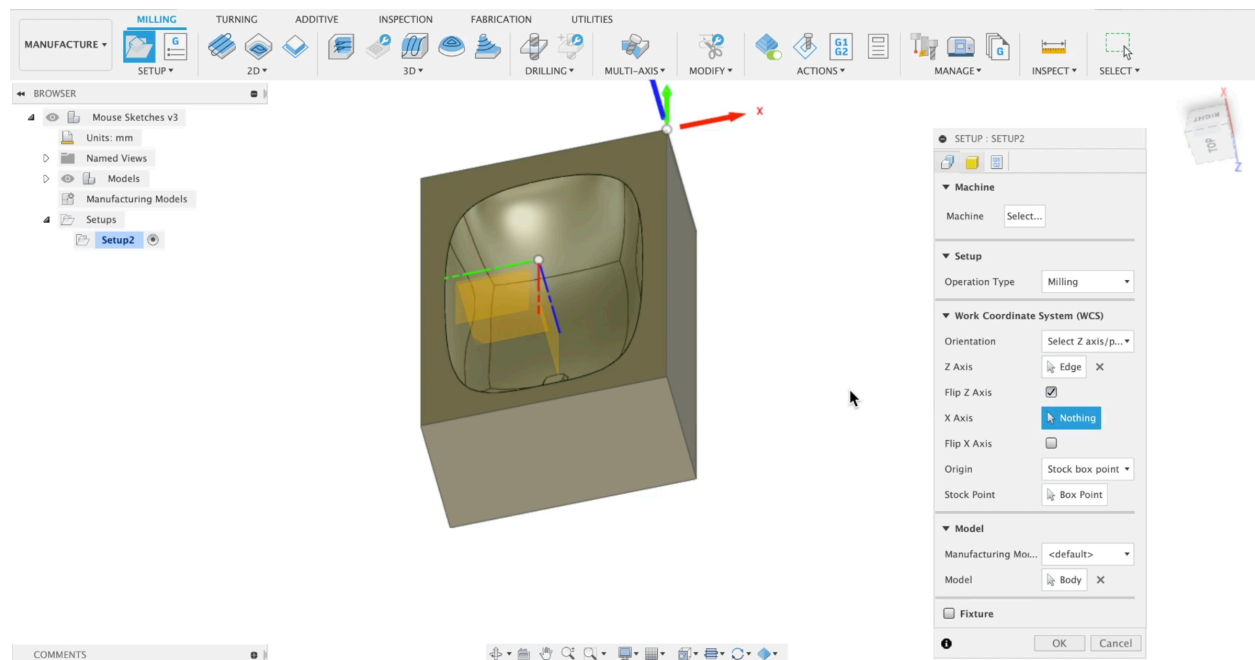 MILLING TURNING ADDITIVE INSPECTION FABRICATION UTILITIES
MANUFACTURE
G G1 G2 G
SETUP 2D 3D DRILLING MULTI-AXIS MODIFY ACTIONS MANAGE INSPECT SELECT
BROWSER
Mouse Sketches v3
Units: mm
Named Views
Models
Manufacturing Models
Setups
Setup2
X
X
RIGHT
TOP
Z
SETUP : SETUP2
Machine
Machine Select...
Setup
Operation Type Milling
Work Coordinate System (WCS)
Orientation Select Z axis/p...
Z Axis Edge
Flip Z Axis
X Axis Nothing
Flip X Axis
Origin Stock box point
Stock Point Box Point
Model
Manufacturing Mo... <default>
Model Body
Fixture
OK Cancel
COMMENTS